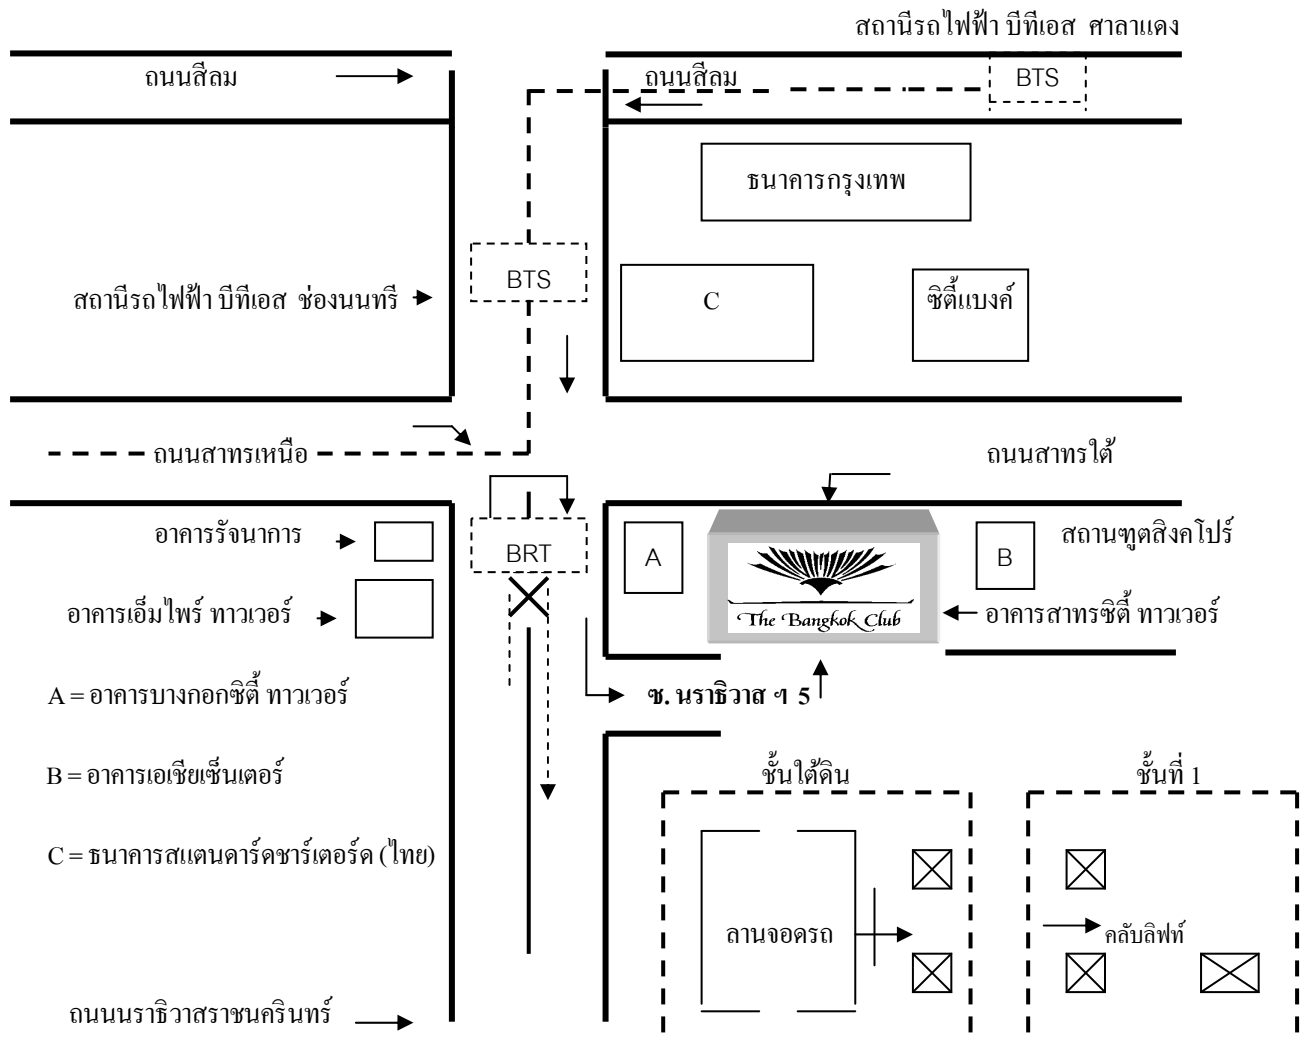 สถานีรถไฟฟ้า บีทีเอส ศาลาแดง
ถนนสีลม
ถนนสีลม
BTS
ธนาคารกรุงเทพ
BTS
สถานีรถไฟฟ้า บีทีเอส ช่องนนทรี
C
ซิตี้แบงค์
ถนนสาทรเหนือ
ถนนสาทรใต้
อาคารรัจนาการ
BRT
A
B
สถานฑูตสิงคโปร์
อาคารเอ็มไพร์ ทาวเวอร์
The Bangkok Club
อาคารสาทรซิตี้ ทาวเวอร์
A = อาคารบางกอกซิตี้ ทาวเวอร์
ซ. นราธิวาส ฯ 5
B = อาคารเอเชียเซ็นเตอร์
ชั้นใต้ดิน
ชั้นที่ 1
C = ธนาคารสแตนดาร์ดชาร์เตอร์ด (ไทย)
ลานจอดรถ
คลับลิฟท์
ถนนนราธิวาสราชนครินทร์